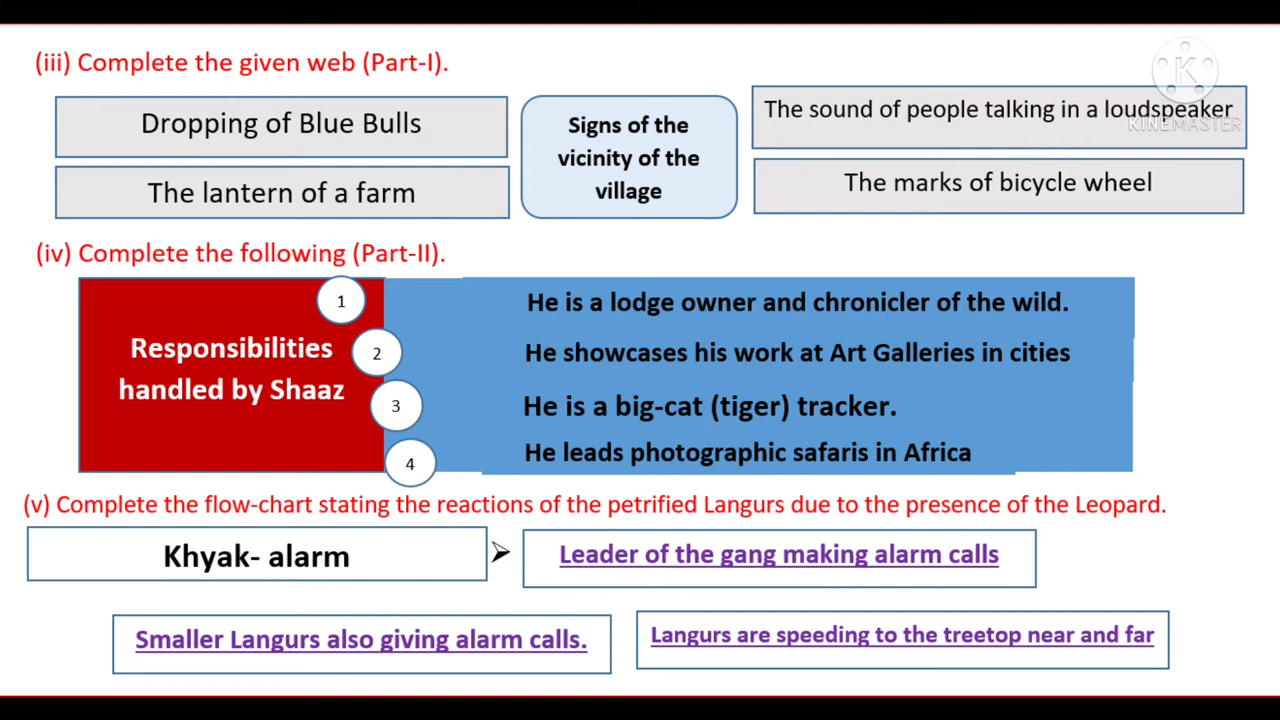 (iii) Complete the given web (Part-I).
Dropping of Blue Bulls
The lantern of a farm
Signs of the
vicinity of the
village
The sound of people talking in a loudspeaker
The marks of bicycle wheel
K
KINEMASTER
(iv) Complete the following (Part-II).
Responsibilities
handled by Shaaz
1
He is a lodge owner and chronicler of the wild.
2
He showcases his work at Art Galleries in cities
3
He is a big-cat (tiger) tracker.
4
He leads photographic safaris in Africa
(v) Complete the flow-chart stating the reactions of the petrified Langurs due to the presence of the Leopard.
Khyak- alarm
Leader of the gang making alarm calls
Smaller Langurs also giving alarm calls.
Langurs are speeding to the treetop near and far